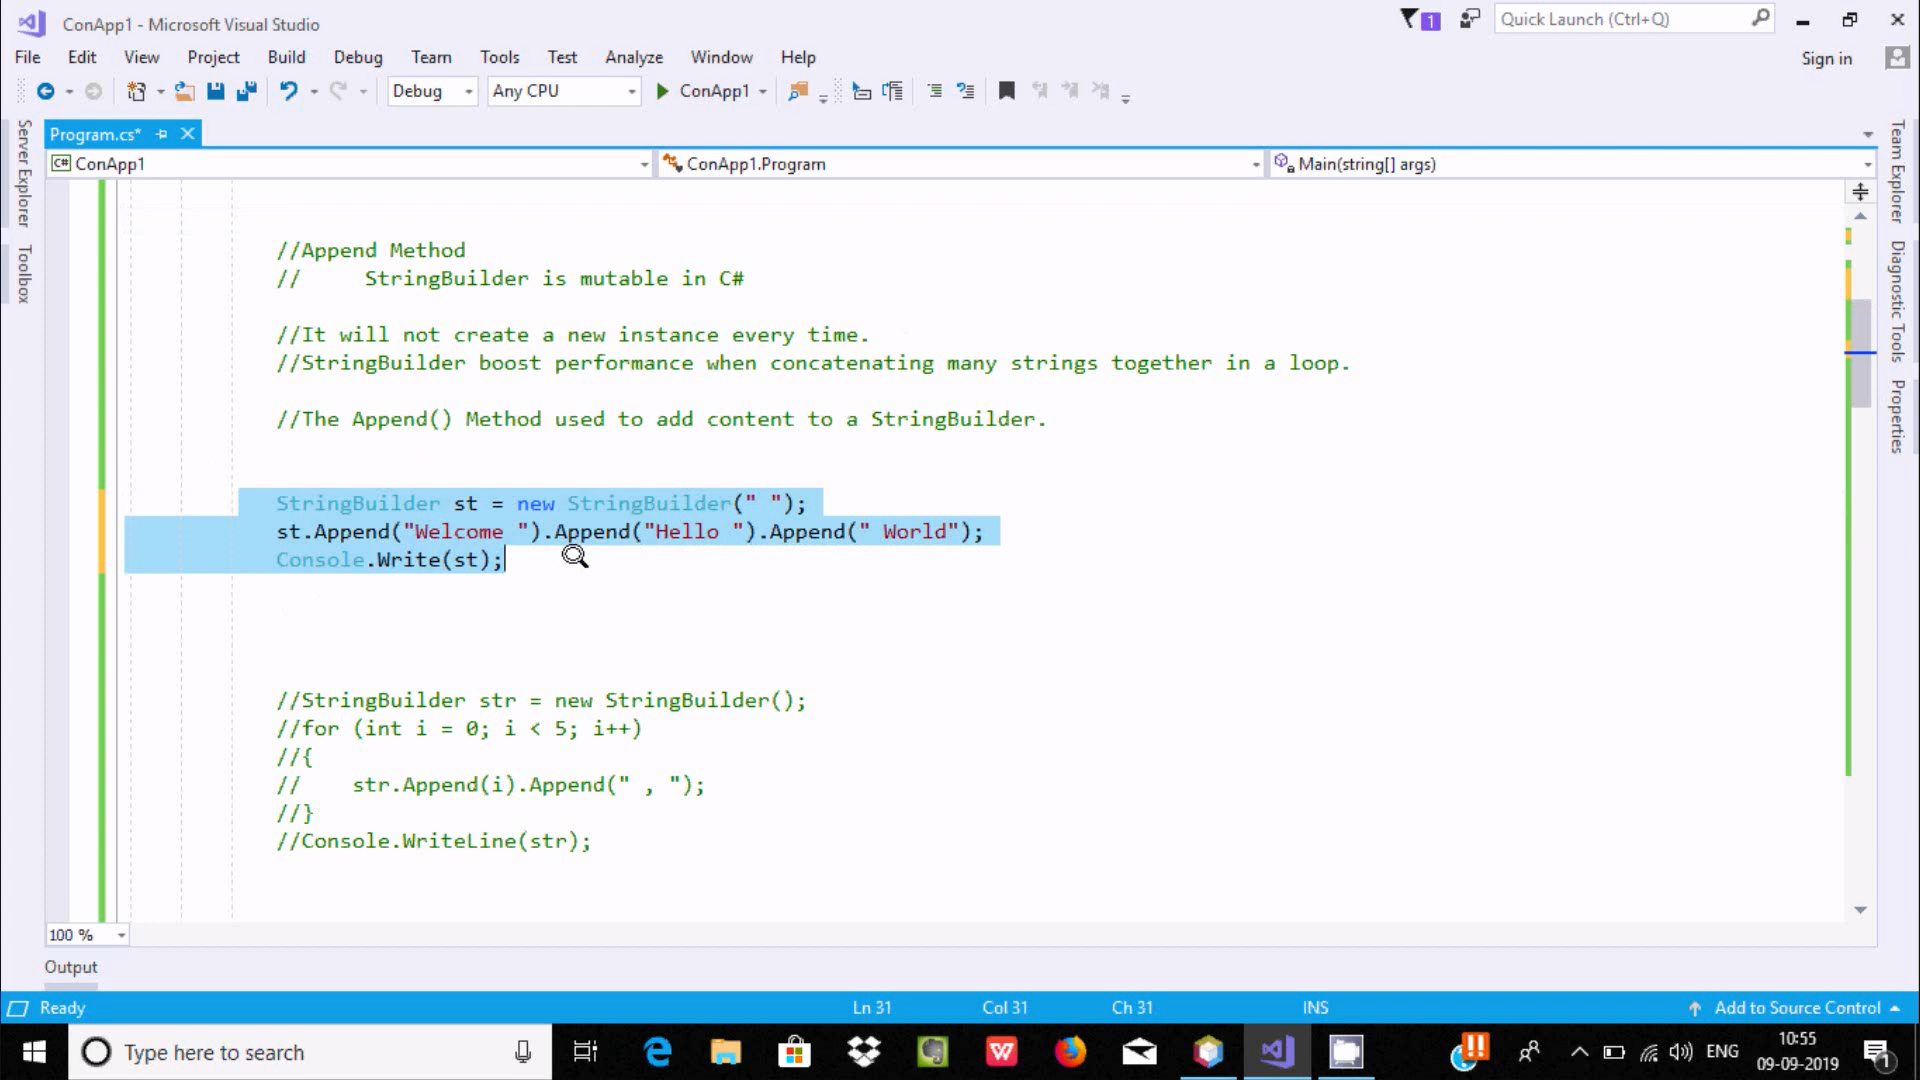 ConApp1 - Microsoft Visual Studio
1
Quick Launch (Ctrl+Q)
File Edit View Project Build Debug Team Tools Test Analyze Window Help
Sign in
Debug Any CPU ConApp1
Server Explorer
Toolbox
Program.cs*
C# ConApp1
ConApp1.Program
Main(string[] args)
//Append Method
// StringBuilder is mutable in C#
//It will not create a new instance every time.
//StringBuilder boost performance when concatenating many strings together in a loop.
//The Append() Method used to add content to a StringBuilder.
StringBuilder st = new StringBuilder(" ");
st.Append("Welcome ").Append("Hello ").Append(" World");
Console.Write(st);
//StringBuilder str = new StringBuilder();
//for (int i = 0; i < 5; i++)
//{
// str.Append(i).Append(" , ");
//}
//Console.WriteLine(str);
Team Explorer
Diagnostic Tools
Properties
100 %
Output
Ready
Ln 31 Col 31 Ch 31 INS
Add to Source Control
Type here to search
ENG
10:55
09-09-2019
1